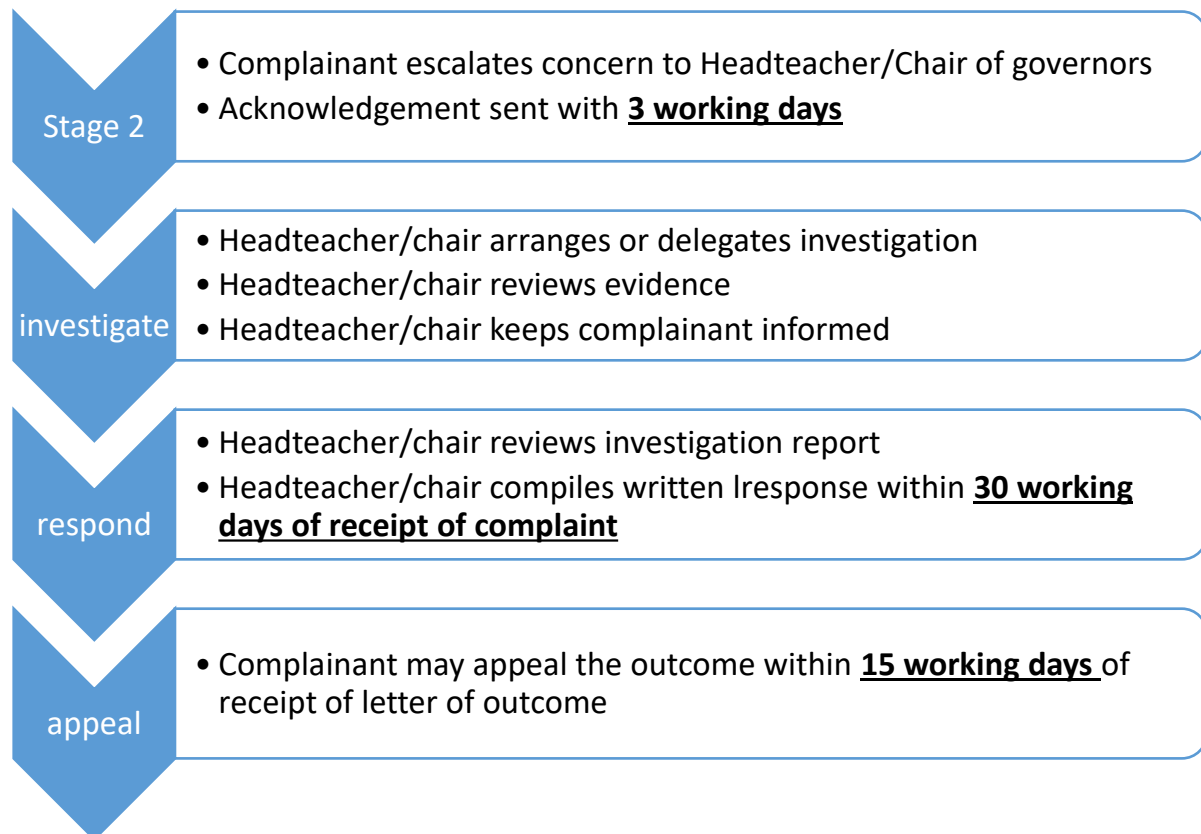 Stage 2
• Complainant escalates concern to Headteacher/Chair of governors
• Acknowledgement sent with 3 working days
investigate
• Headteacher/chair arranges or delegates investigation
• Headteacher/chair reviews evidence
• Headteacher/chair keeps complainant informed
respond
• Headteacher/chair reviews investigation report
• Headteacher/chair compiles written lresponse within 30 working
days of receipt of complaint
appeal
• Complainant may appeal the outcome within 15 working days of
receipt of letter of outcome